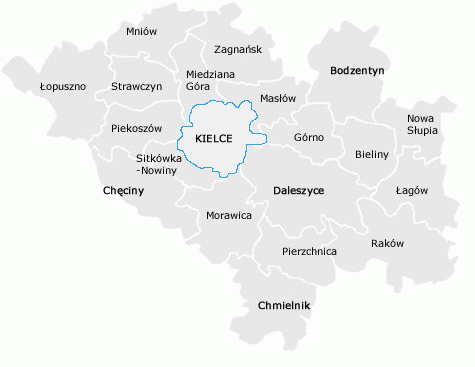 Mniów
Zagnańsk
Bodzentyn
Łopuszno
Strawczyn
Miedziana
Góra
Masłów
Nowa
Słupia
Piekoszów
KIELCE
Górno
Bieliny
Sitkówka
-Nowiny
Chęciny
Daleszyce
Łagów
Morawica
Raków
Pierzchnica
Chmielnik